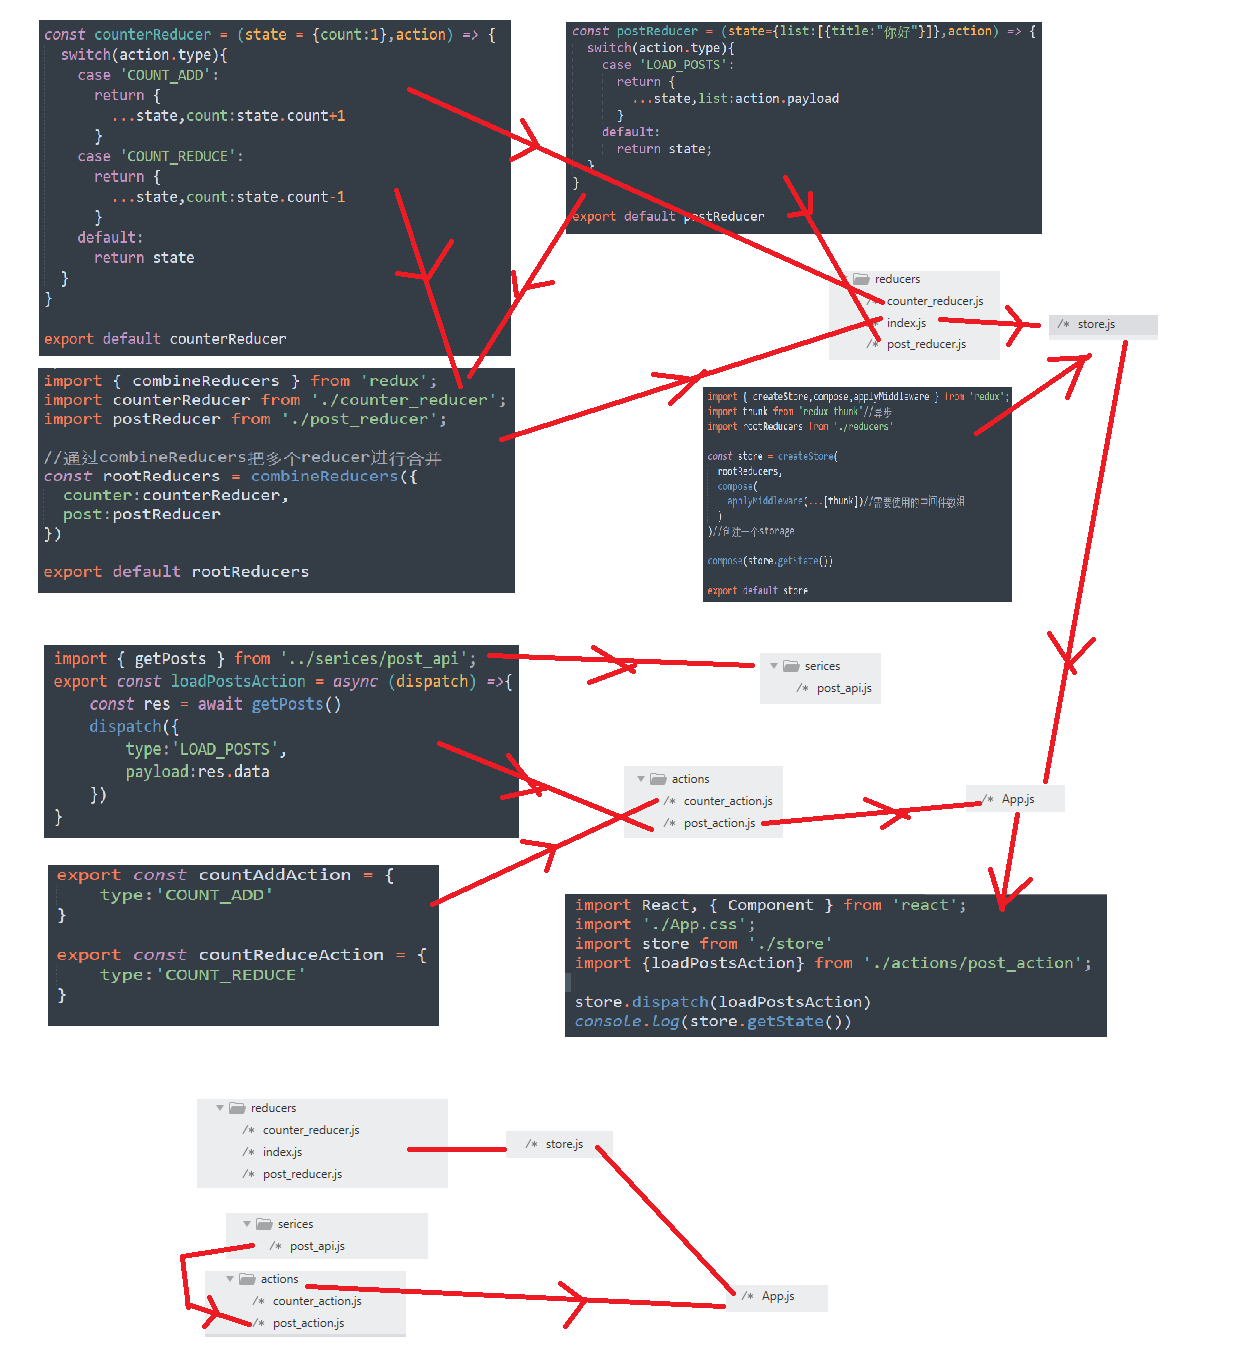 const counterReducer = (state = {count:1},action) => {
switch(action.type){
case 'COUNT_ADD':
return {
...state,count:state.count+1
}
case 'COUNT_REDUCE':
return {
...state,count:state.count-1
}
default:
return state
}
}
export default counterReducer
const postReducer = (state={list:[{title:"你好"}]},action) => {
switch(action.type){
case 'LOAD_POSTS':
return {
...state,list:action.payload
}
default:
return state;
}
}
export default postReducer
import { combineReducers } from 'redux';
import counterReducer from './counter_reducer';
import postReducer from './post_reducer';
//通过combineReducers把多个reducer进行合并
const rootReducers = combineReducers({
counter:counterReducer,
post:postReducer
})
export default rootReducers
reducers
/* counter_reducer.js
/* index.js
/* post_reducer.js
/* store.js
import { createStore,compose,applyMiddleware } from 'redux';
import thunk from 'redux-thunk'//异步
import rootReducers from './reducers'
const store = createStore(
rootReducers,
compose(
applyMiddleware(...[thunk])//需要使用的中间件数组
)
)//创建一个storage
compose(store.getState())
export default store
import { getPosts } from '../serices/post_api';
export const loadPostsAction = async (dispatch) =>{
const res = await getPosts()
dispatch({
type:'LOAD_POSTS',
payload:res.data
})
}
serices
/* post_api.js
actions
/* counter_action.js
/* post_action.js
/* App.js
export const countAddAction = {
type:'COUNT_ADD'
}
export const countReduceAction = {
type:'COUNT_REDUCE'
}
import React, { Component } from 'react';
import './App.css';
import store from './store'
import {loadPostsAction} from './actions/post_action';
store.dispatch(loadPostsAction)
console.log(store.getState())
reducers
/* counter_reducer.js
/* index.js
/* post_reducer.js
/* store.js
serices
/* post_api.js
actions
/* counter_action.js
/* post_action.js
/* App.js